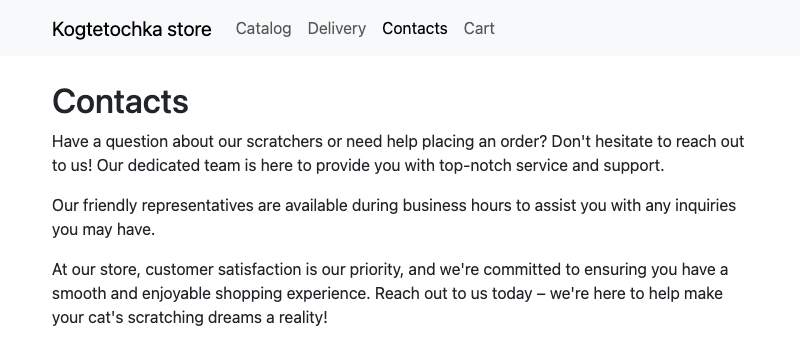 Kogtetochka store Catalog Delivery Contacts Cart
Contacts
Have a question about our scratchers or need help placing an order? Don't hesitate to reach out
to us! Our dedicated team is here to provide you with top-notch service and support.
Our friendly representatives are available during business hours to assist you with any inquiries
you may have.
At our store, customer satisfaction is our priority, and we're committed to ensuring you have a
smooth and enjoyable shopping experience. Reach out to us today – we're here to help make
your cat's scratching dreams a reality!